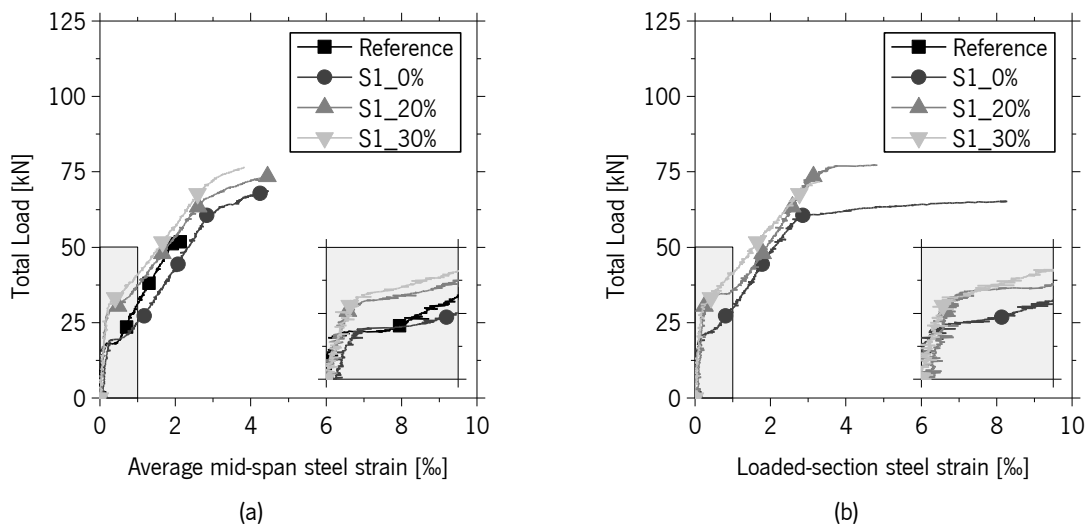 125
100
75
50
25
0
Total Load [kN]
Reference
S1_0%
S1_20%
S1_30%
0 2 4 6 8 10
Average mid-span steel strain [‰]
(a)
125
100
75
50
25
0
Total Load [kN]
Reference
S1_0%
S1_20%
S1_30%
0 2 4 6 8 10
Loaded-section steel strain [‰]
(b)